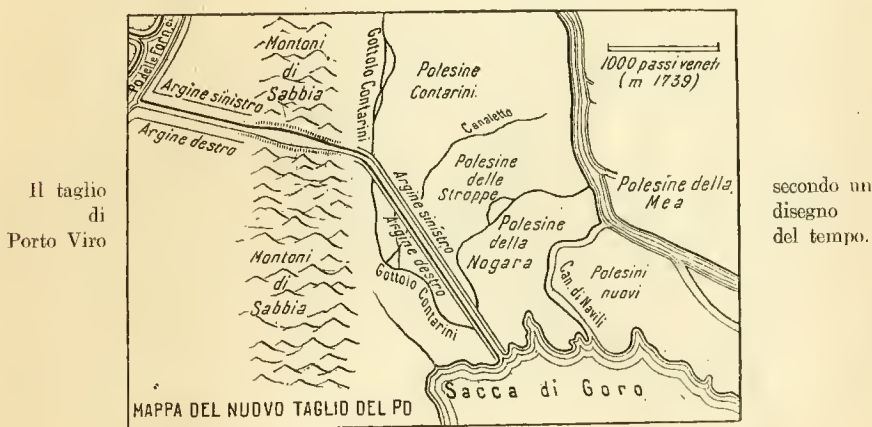 Il taglio
di
Porto Viro
secondo un
disegno
del tempo.
Po delle Fornaci
Montoni
di
Sabbia
Argine sinistro
Argine destro
Gottolo Contarini
Polesine
Contarini.
1000 passi veneti
(m 1739)
Canaletto
Polesine
delle
Stroppe
Argine sinistro
Argine destro
Polesine della
Mea
Polesine
della
Nogara
Polesini
nuovi
Can. di Navili
Montoni
di
Sabbia
Gottolo Contarini
Sacca di Goro
MAPPA DEL NUOVO TAGLIO DEL PO